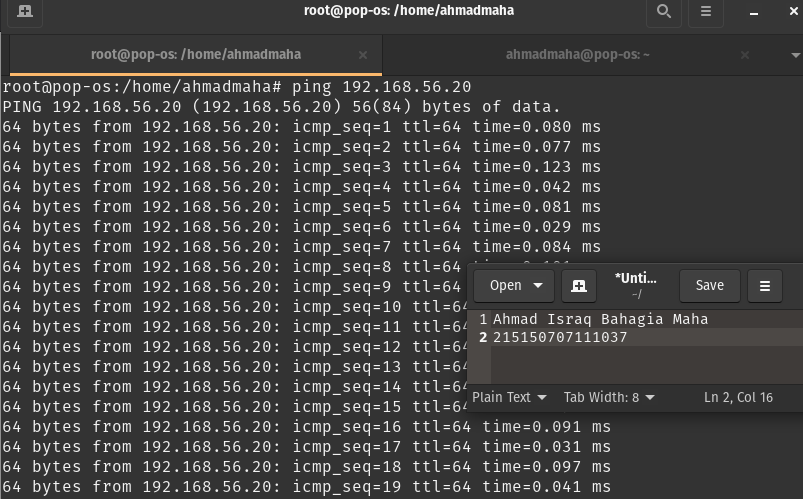 root@pop-os: /home/ahmadmaha
root@pop-os: /home/ahmadmaha
ahmadmaha@pop-os: ~
root@pop-os:/home/ahmadmaha# ping 192.168.56.20
PING 192.168.56.20 (192.168.56.20) 56(84) bytes of data.
64 bytes from 192.168.56.20: icmp_seq=1 ttl=64 time=0.080 ms
64 bytes from 192.168.56.20: icmp_seq=2 ttl=64 time=0.077 ms
64 bytes from 192.168.56.20: icmp_seq=3 ttl=64 time=0.123 ms
64 bytes from 192.168.56.20: icmp_seq=4 ttl=64 time=0.042 ms
64 bytes from 192.168.56.20: icmp_seq=5 ttl=64 time=0.081 ms
64 bytes from 192.168.56.20: icmp_seq=6 ttl=64 time=0.029 ms
64 bytes from 192.168.56.20: icmp_seq=7 ttl=64 time=0.084 ms
64 bytes from 192.168.56.20: icmp_seq=8 ttl=64
64 bytes from 192.168.56.20: icmp_seq=9 ttl=64
64 bytes from 192.168.56.20: icmp_seq=10 ttl=64
64 bytes from 192.168.56.20: icmp_seq=11 ttl=64
64 bytes from 192.168.56.20: icmp_seq=12 ttl=64
64 bytes from 192.168.56.20: icmp_seq=13 ttl=64
64 bytes from 192.168.56.20: icmp_seq=14 ttl=64
64 bytes from 192.168.56.20: icmp_seq=15 ttl=64
64 bytes from 192.168.56.20: icmp_seq=16 ttl=64 time=0.091 ms
64 bytes from 192.168.56.20: icmp_seq=17 ttl=64 time=0.031 ms
64 bytes from 192.168.56.20: icmp_seq=18 ttl=64 time=0.097 ms
64 bytes from 192.168.56.20: icmp_seq=19 ttl=64 time=0.041 ms
Open
*Unti...
~/
Save
1 Ahmad Israq Bahagia Maha
2 215150707111037
Plain Text
Tab Width: 8
Ln 2, Col 16